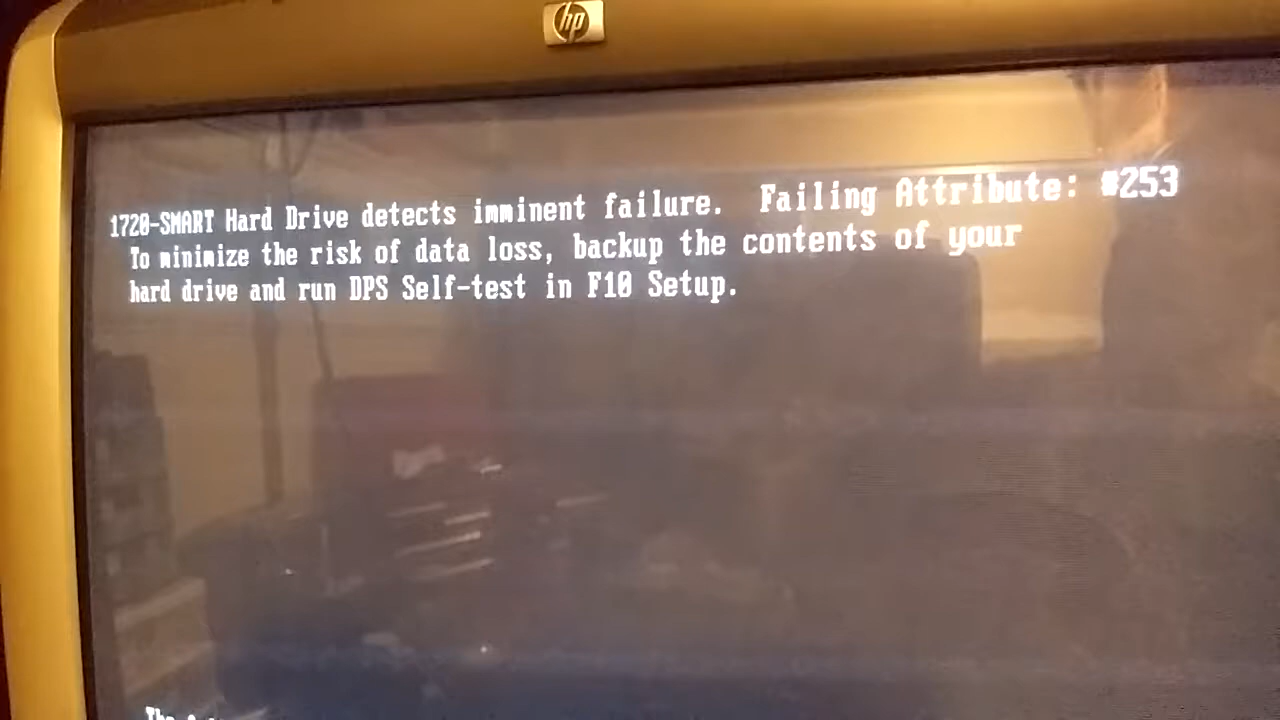 hp
1720-SMART Hard Drive detects imminent failure. Failing Attribute: #253
To minimize the risk of data loss, backup the contents of your
hard drive and run DPS Self-test in F10 Setup.
The